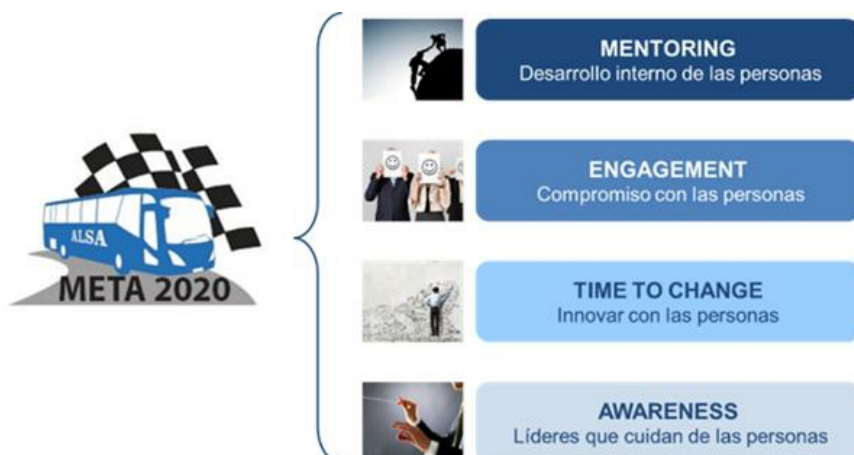 ALSA
META 2020
MENTORING
Desarrollo interno de las personas
ENGAGEMENT
Compromiso con las personas
TIME TO CHANGE
Innovar con las personas
AWARENESS
Líderes que cuidan de las personas